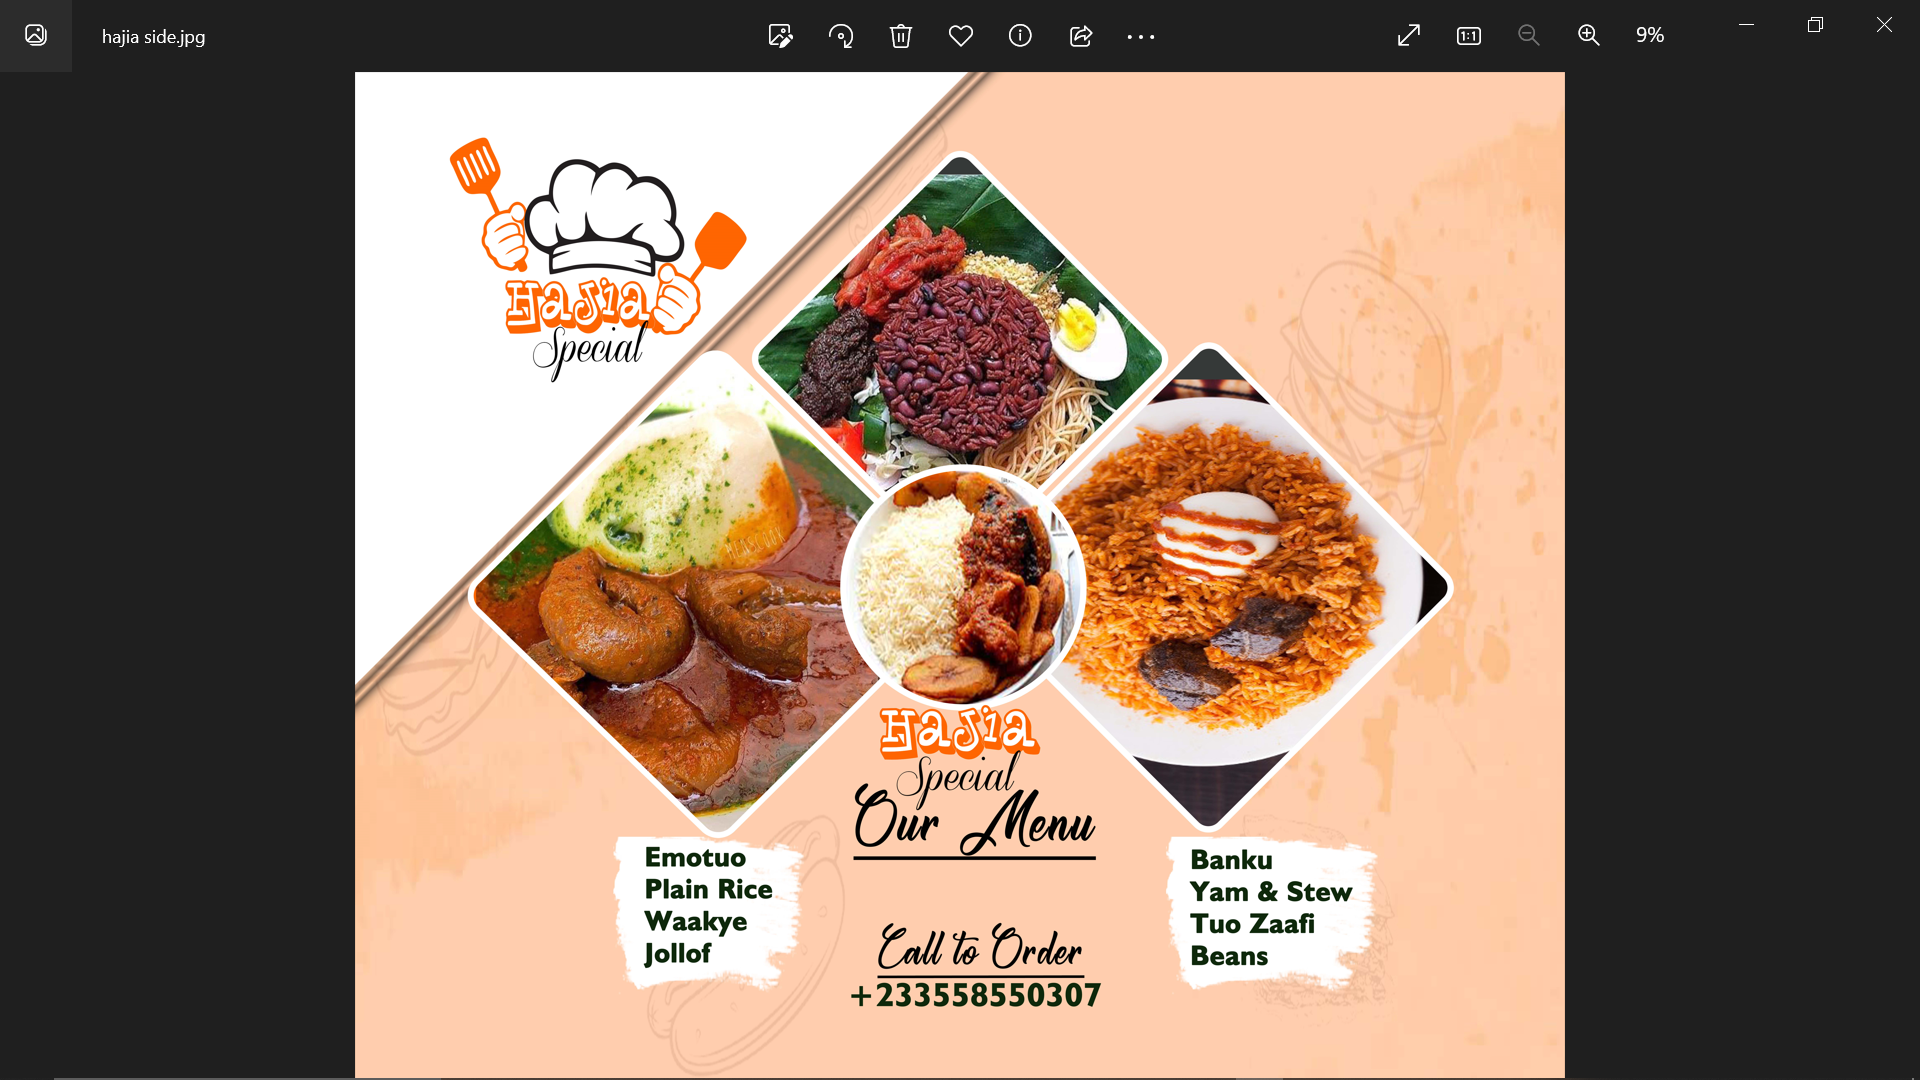 hajia side.jpg
9%
HaJia
Special
HaJia
Special
Our Menu
Emotuo
Plain Rice
Waakye
Jollof
Banku
Yam & Stew
Tuo Zaafi
Beans
Call to Order
+233558550307